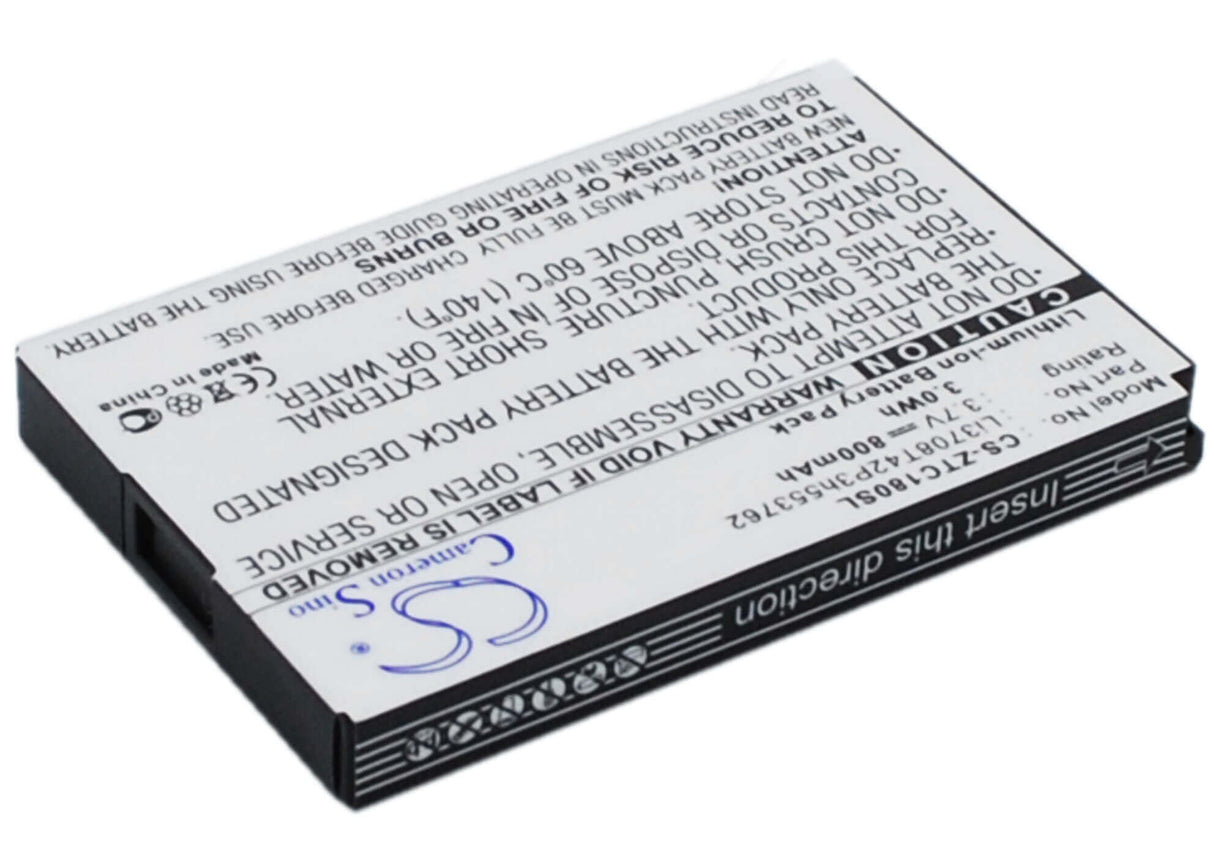 CS
Cameron Sino
Model No. : CS-ZTC180SL
Part No. : Li3708T42P3h553762
Rating : 3.7V 800mAh
3.0Wh
Lithium-ion Battery Pack
CAUTION! WARRANTY VOID IF LABEL IS REMOVED
•DO NOT ATTEMPT TO DISASSEMBLE, OPEN OR SERVICE
THE BATTERY PACK.
•REPLACE ONLY WITH THE BATTERY PACK DESIGNATED
FOR THIS PRODUCT.
•DO NOT CRUSH, PUNCTURE, SHORT EXTERNAL
CONTACTS OR DISPOSE OF IN FIRE OR WATER.
•DO NOT STORE ABOVE 60°C (140°F).
ATTENTION!
NEW BATTERY PACK MUST BE FULLY CHARGED BEFORE USE.
TO REDUCE RISK OF FIRE OR BURNS
READ INSTRUCTIONS IN OPERATING GUIDE BEFORE USING THE BATTERY.
CE
Made in China
Insert this direction